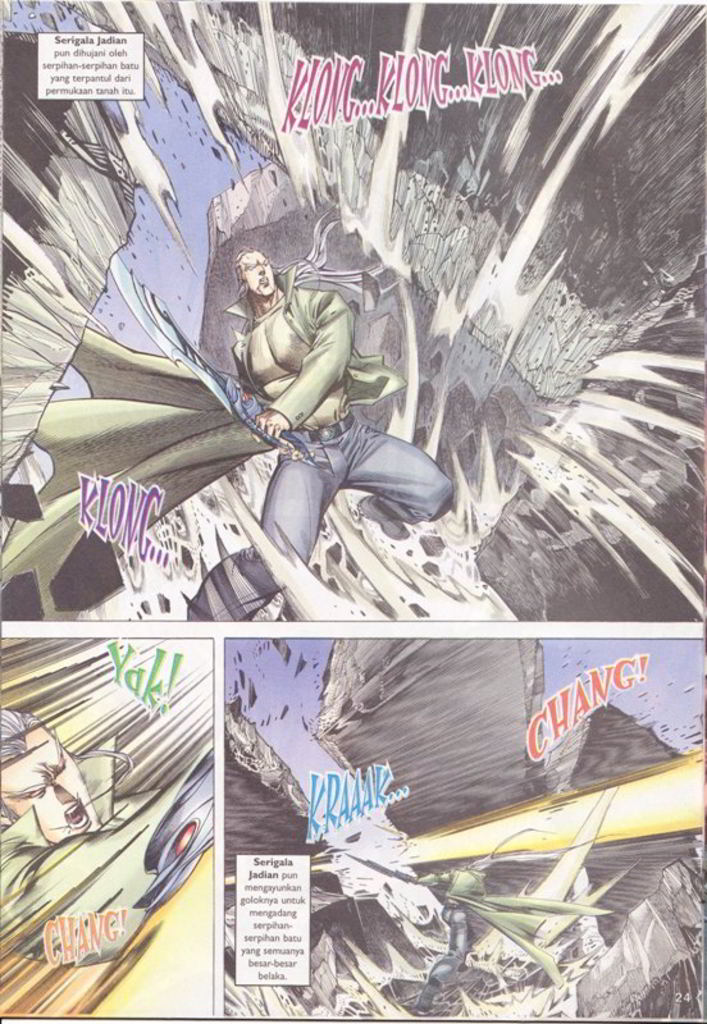 Serigala Jadian
pun dihujani oleh
serpihan-serpihan batu
yang terpantul dari
permukaan tanah itu.
KLONG...KLONG...KLONG...
KLONG...
Yak!
CHANG!
CHANG!
KRAAAK...
Serigala
Jadian pun
mengayunkan
goloknya untuk
mengadang
serpihan-
serpihan batu
yang semuanya
besar-besar
belaka.
24